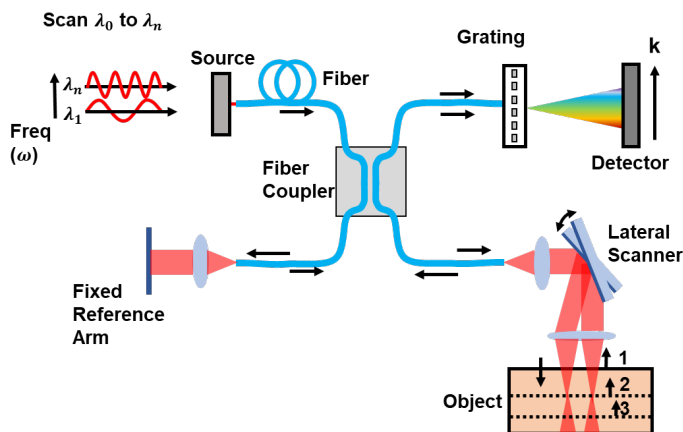 Scan λ₀ to λₙ
Source
Grating
k
λₙ
Fiber
λ₁
Freq
(ω)
Fiber
Coupler
Detector
Lateral
Scanner
Fixed
Reference
Arm
1
2
Object
3